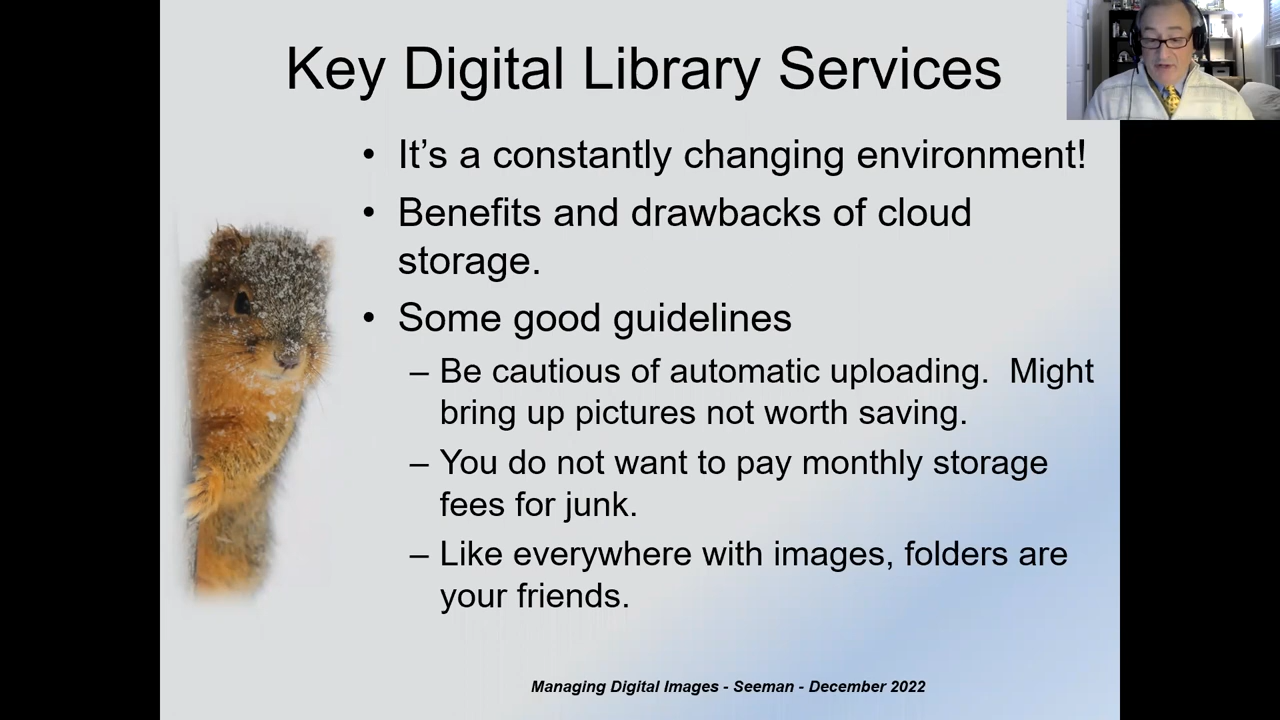 Key Digital Library Services
• It’s a constantly changing environment!
• Benefits and drawbacks of cloud
storage.
• Some good guidelines
– Be cautious of automatic uploading.  Might
bring up pictures not worth saving.
– You do not want to pay monthly storage
fees for junk.
– Like everywhere with images, folders are
your friends.
Managing Digital Images - Seeman - December 2022